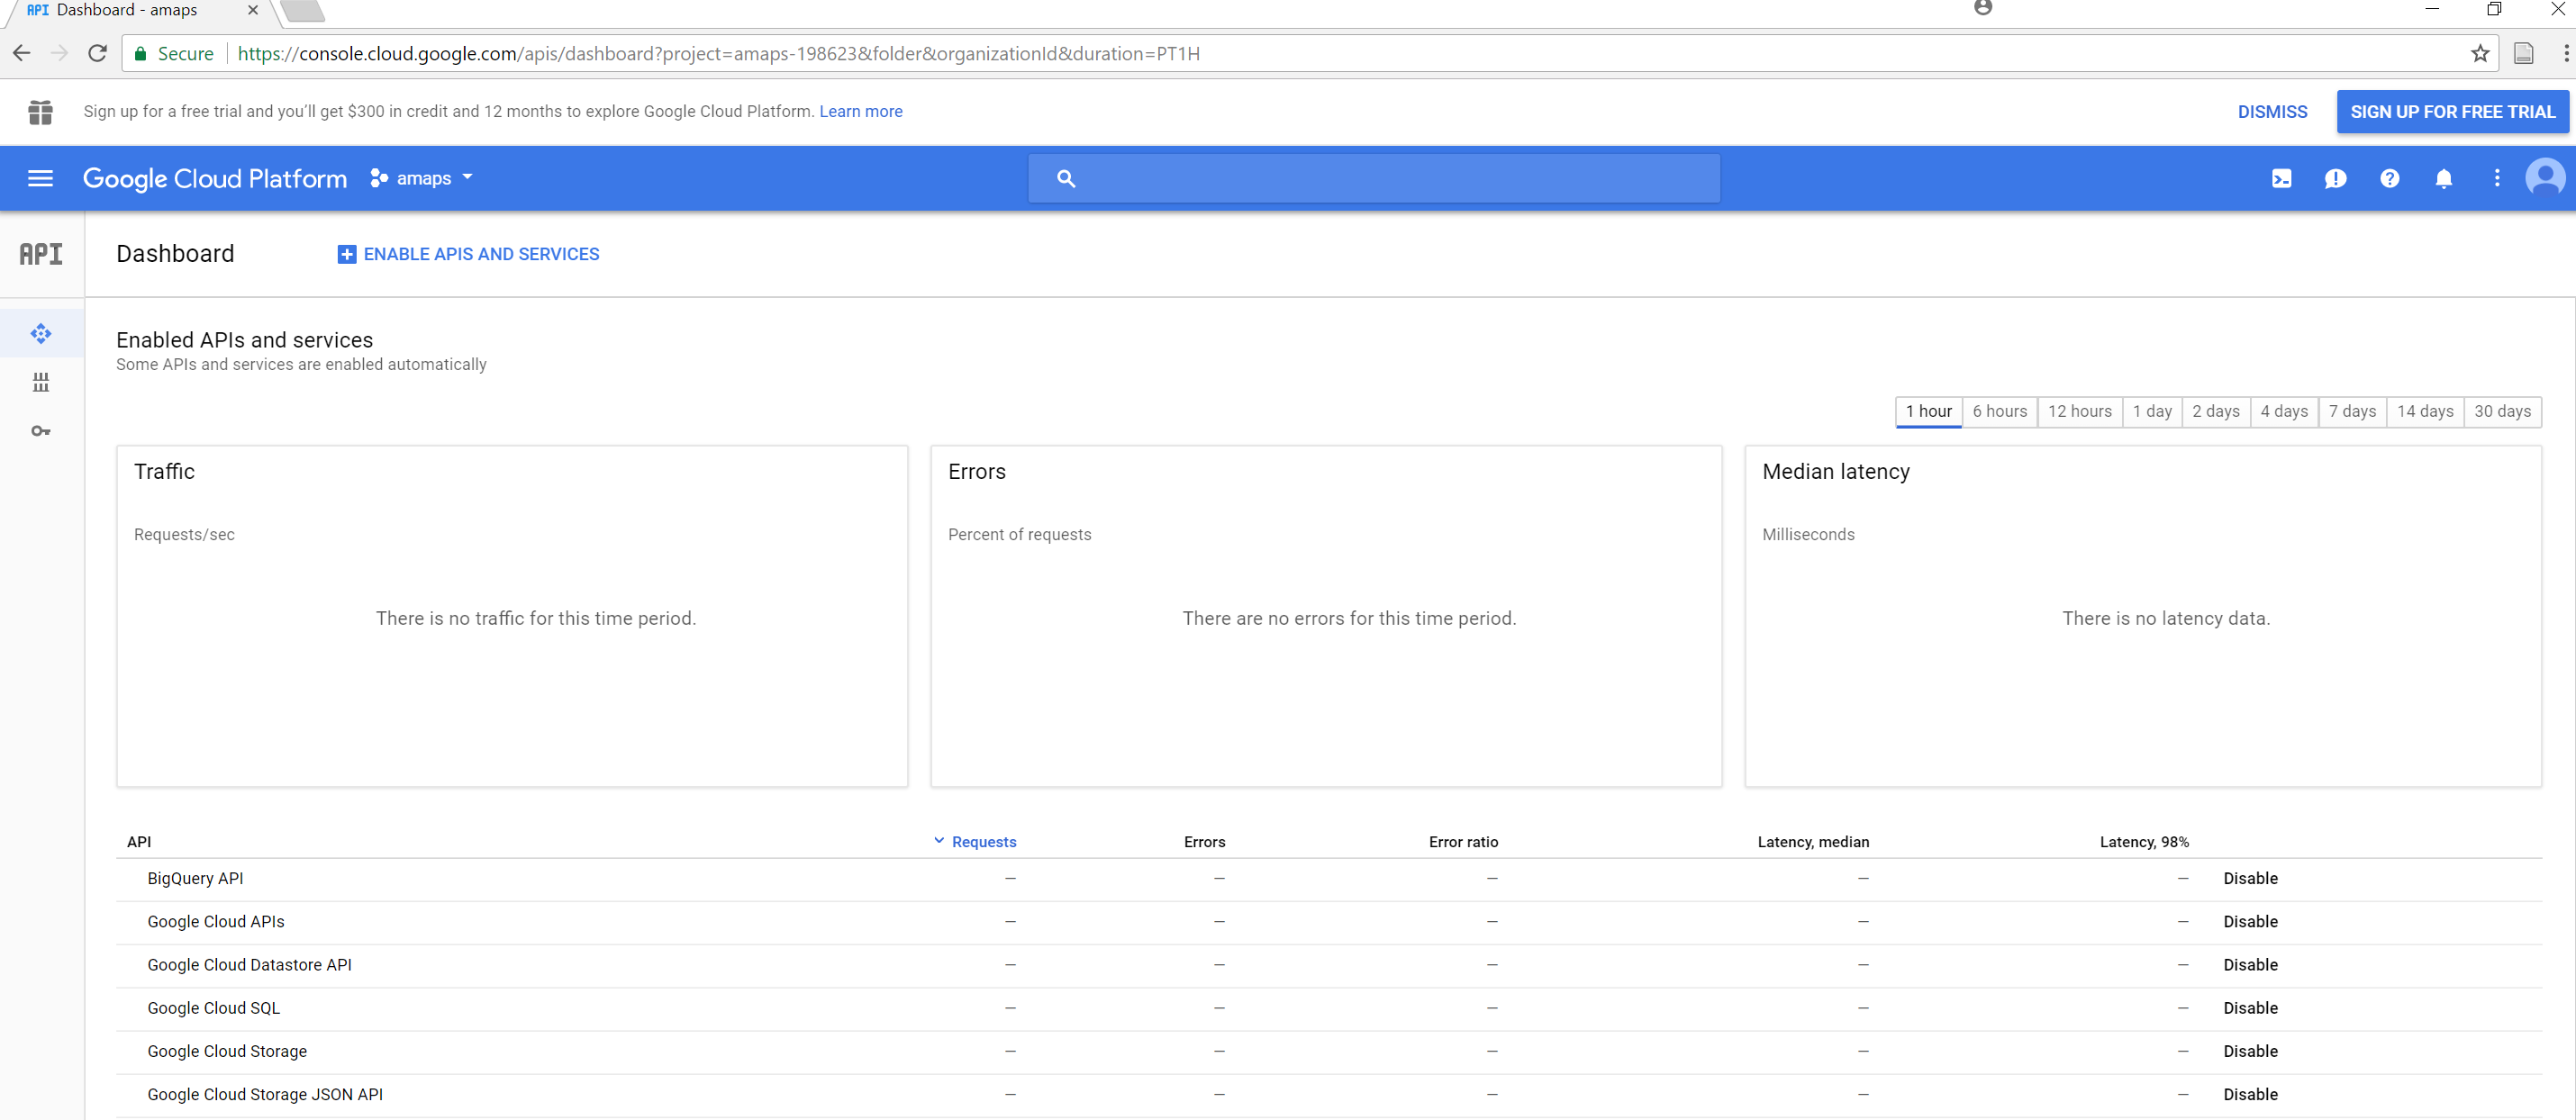 API Dashboard - amaps
Secure https://console.cloud.google.com/apis/dashboard?project=amaps-198623&folder&organizationId&duration=PT1H
Sign up for a free trial and you'll get $300 in credit and 12 months to explore Google Cloud Platform. Learn more DISMISS SIGN UP FOR FREE TRIAL
Google Cloud Platform amaps
API Dashboard ENABLE APIS AND SERVICES
Enabled APIs and services
Some APIs and services are enabled automatically
1 hour 6 hours 12 hours 1 day 2 days 4 days 7 days 14 days 30 days
Traffic Errors Median latency
Requests/sec Percent of requests Milliseconds
There is no traffic for this time period. There are no errors for this time period. There is no latency data.
API Requests Errors Error ratio Latency, median Latency, 98%
BigQuery API — — — — — Disable
Google Cloud APIs — — — — — Disable
Google Cloud Datastore API — — — — — Disable
Google Cloud SQL — — — — — Disable
Google Cloud Storage — — — — — Disable
Google Cloud Storage JSON API — — — — — Disable